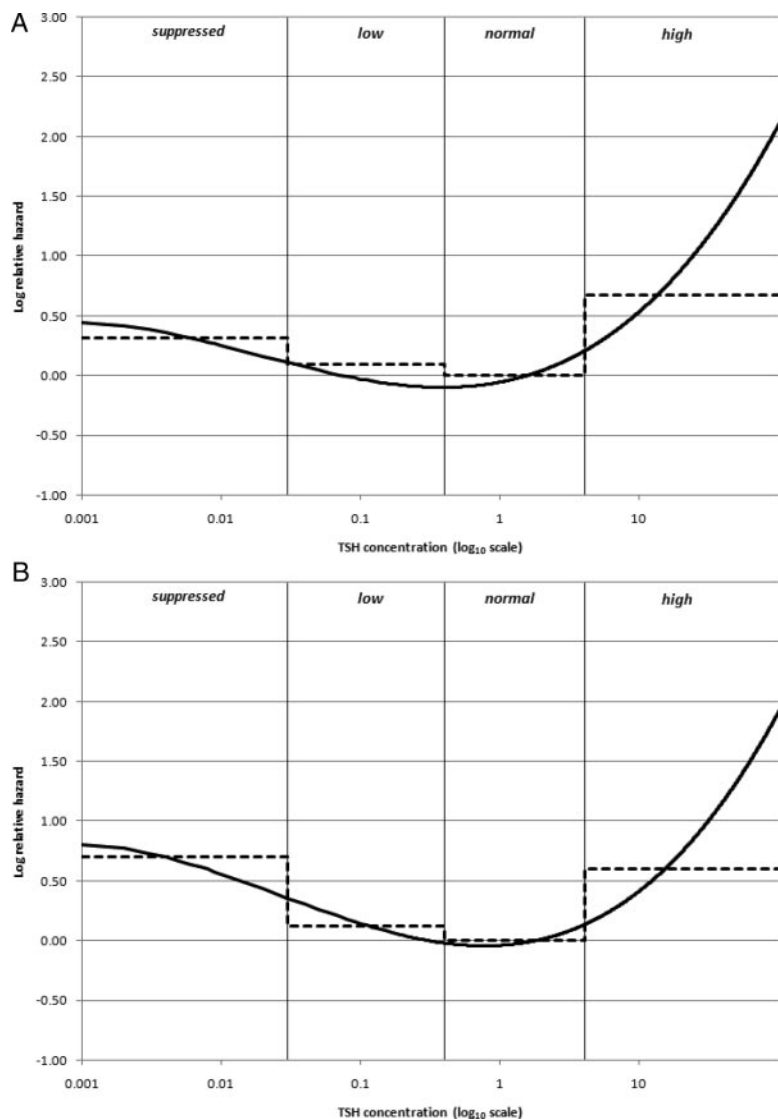 A
suppressed low normal high
3.00
2.50
2.00
1.50
1.00
0.50
0.00
-0.50
-1.00
Log relative hazard
0.001 0.01 0.1 1 10
TSH concentration (log₁₀ scale)
B
suppressed low normal high
3.00
2.50
2.00
1.50
1.00
0.50
0.00
-0.50
-1.00
Log relative hazard
0.001 0.01 0.1 1 10
TSH concentration (log₁₀ scale)